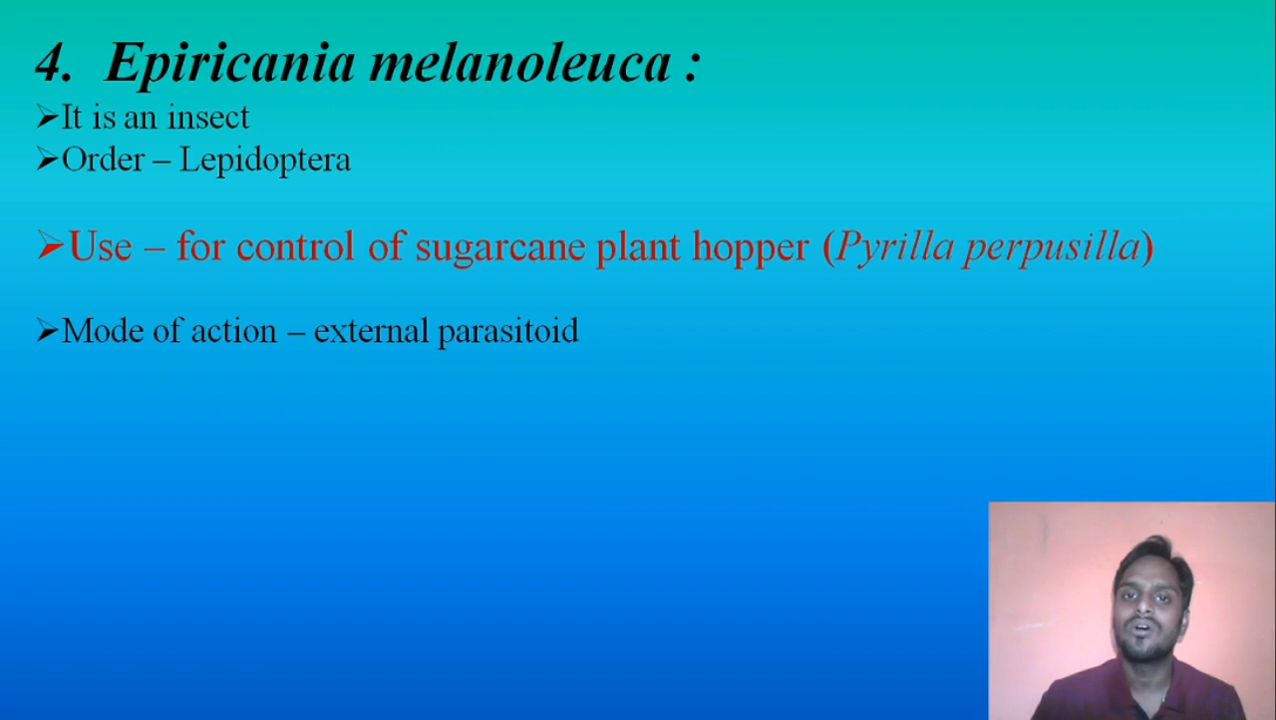 4. Epiricania melanoleuca :
➢It is an insect
➢Order – Lepidoptera
➢Use – for control of sugarcane plant hopper (Pyrilla perpusilla)
➢Mode of action – external parasitoid